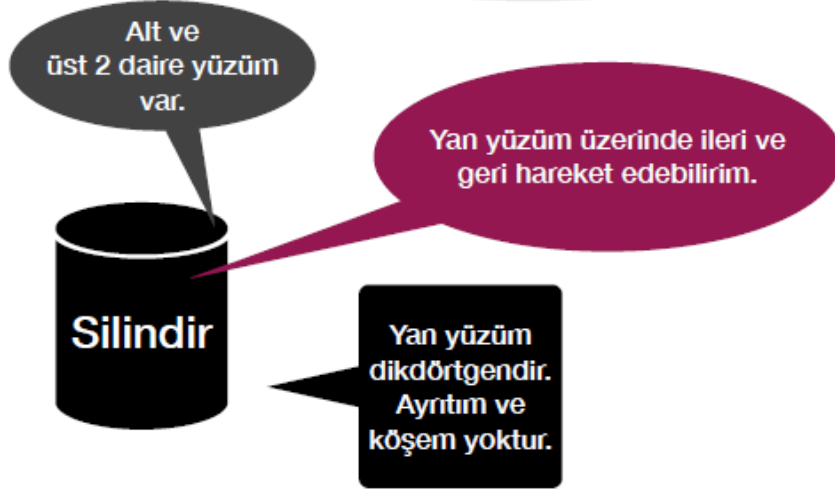 Alt ve
üst 2 daire yüzüm
var.
Yan yüzüm üzerinde ileri ve
geri hareket edebilirim.
Silindir
Yan yüzüm
dikdörtgendir.
Ayrıtım ve
köşem yoktur.